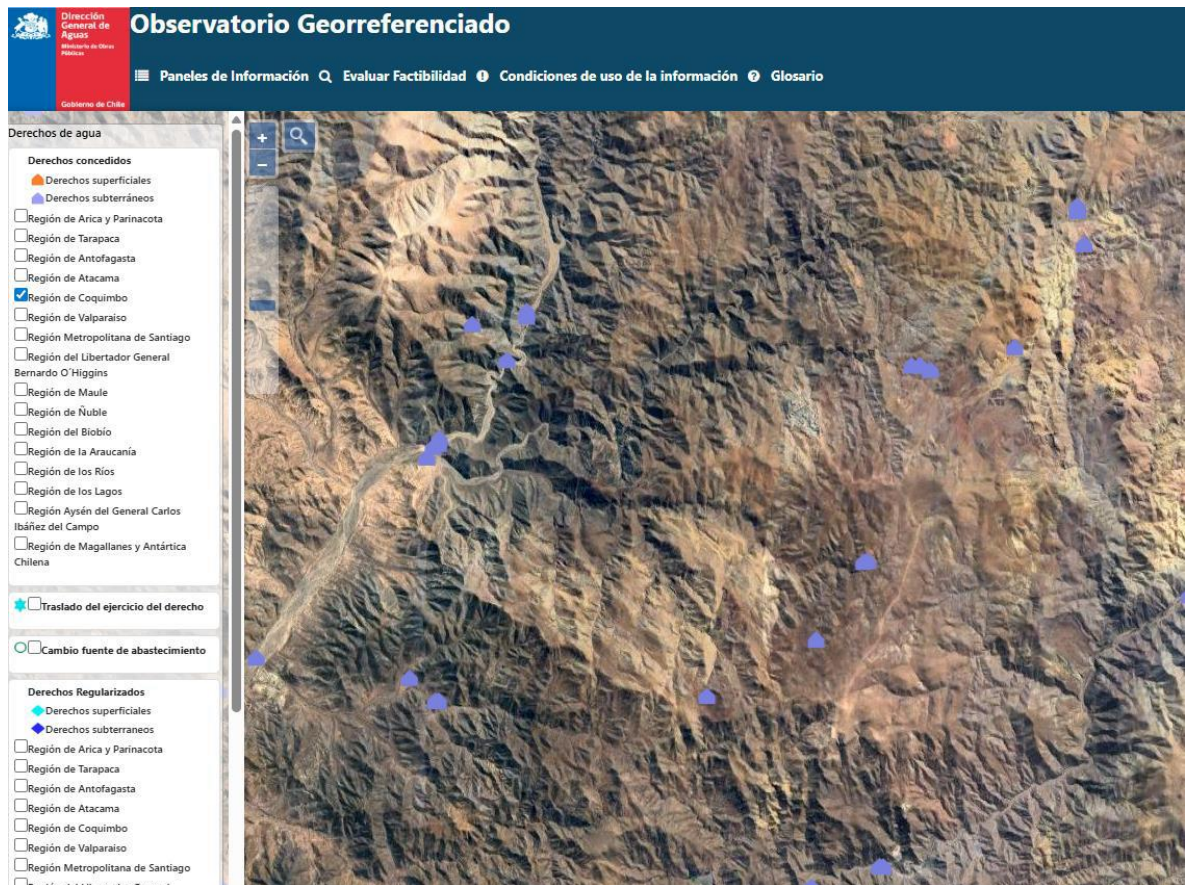 Dirección
General de
Aguas
Ministerio de Obras
Públicas
Gobierno de Chile
Observatorio Georreferenciado
Paneles de Información
Evaluar Factibilidad
Condiciones de uso de la información
Glosario
Derechos de agua
Derechos concedidos
Derechos superficiales
Derechos subterráneos
Región de Arica y Parinacota
Región de Tarapaca
Región de Antofagasta
Región de Atacama
Región de Coquimbo
Región de Valparaiso
Región Metropolitana de Santiago
Región del Libertador General
Bernardo O´Higgins
Región de Maule
Región de Ñuble
Región del Biobío
Región de la Araucanía
Región de los Ríos
Región de los Lagos
Región Aysén del General Carlos
Ibáñez del Campo
Región de Magallanes y Antártica
Chilena
Traslado del ejercicio del derecho
Cambio fuente de abastecimiento
Derechos Regularizados
Derechos superficiales
Derechos subterraneos
Región de Arica y Parinacota
Región de Tarapaca
Región de Antofagasta
Región de Atacama
Región de Coquimbo
Región de Valparaiso
Región Metropolitana de Santiago
+
−